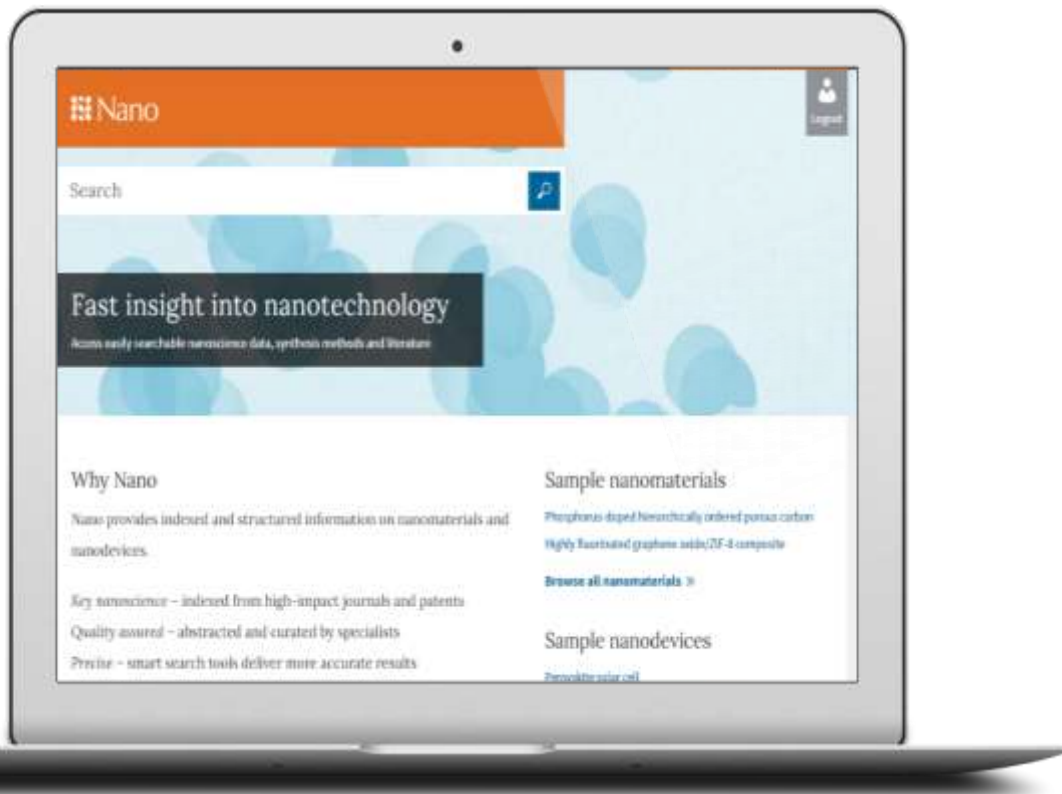 Nano
Logout
Search
Fast insight into nanotechnology
Access easily searchable nanoscience data, synthesis methods and literature
Why Nano
Nano provides indexed and structured information on nanomaterials and
nanodevices.
Key nanoscience – indexed from high-impact journals and patents
Quality assured – abstracted and curated by specialists
Precise – smart search tools deliver more accurate results
Sample nanomaterials
Phosphorus doped hierarchically ordered porous carbon
Highly fluorinated graphene oxide/ZIF-8 composite
Browse all nanomaterials »
Sample nanodevices
Perovskite solar cell